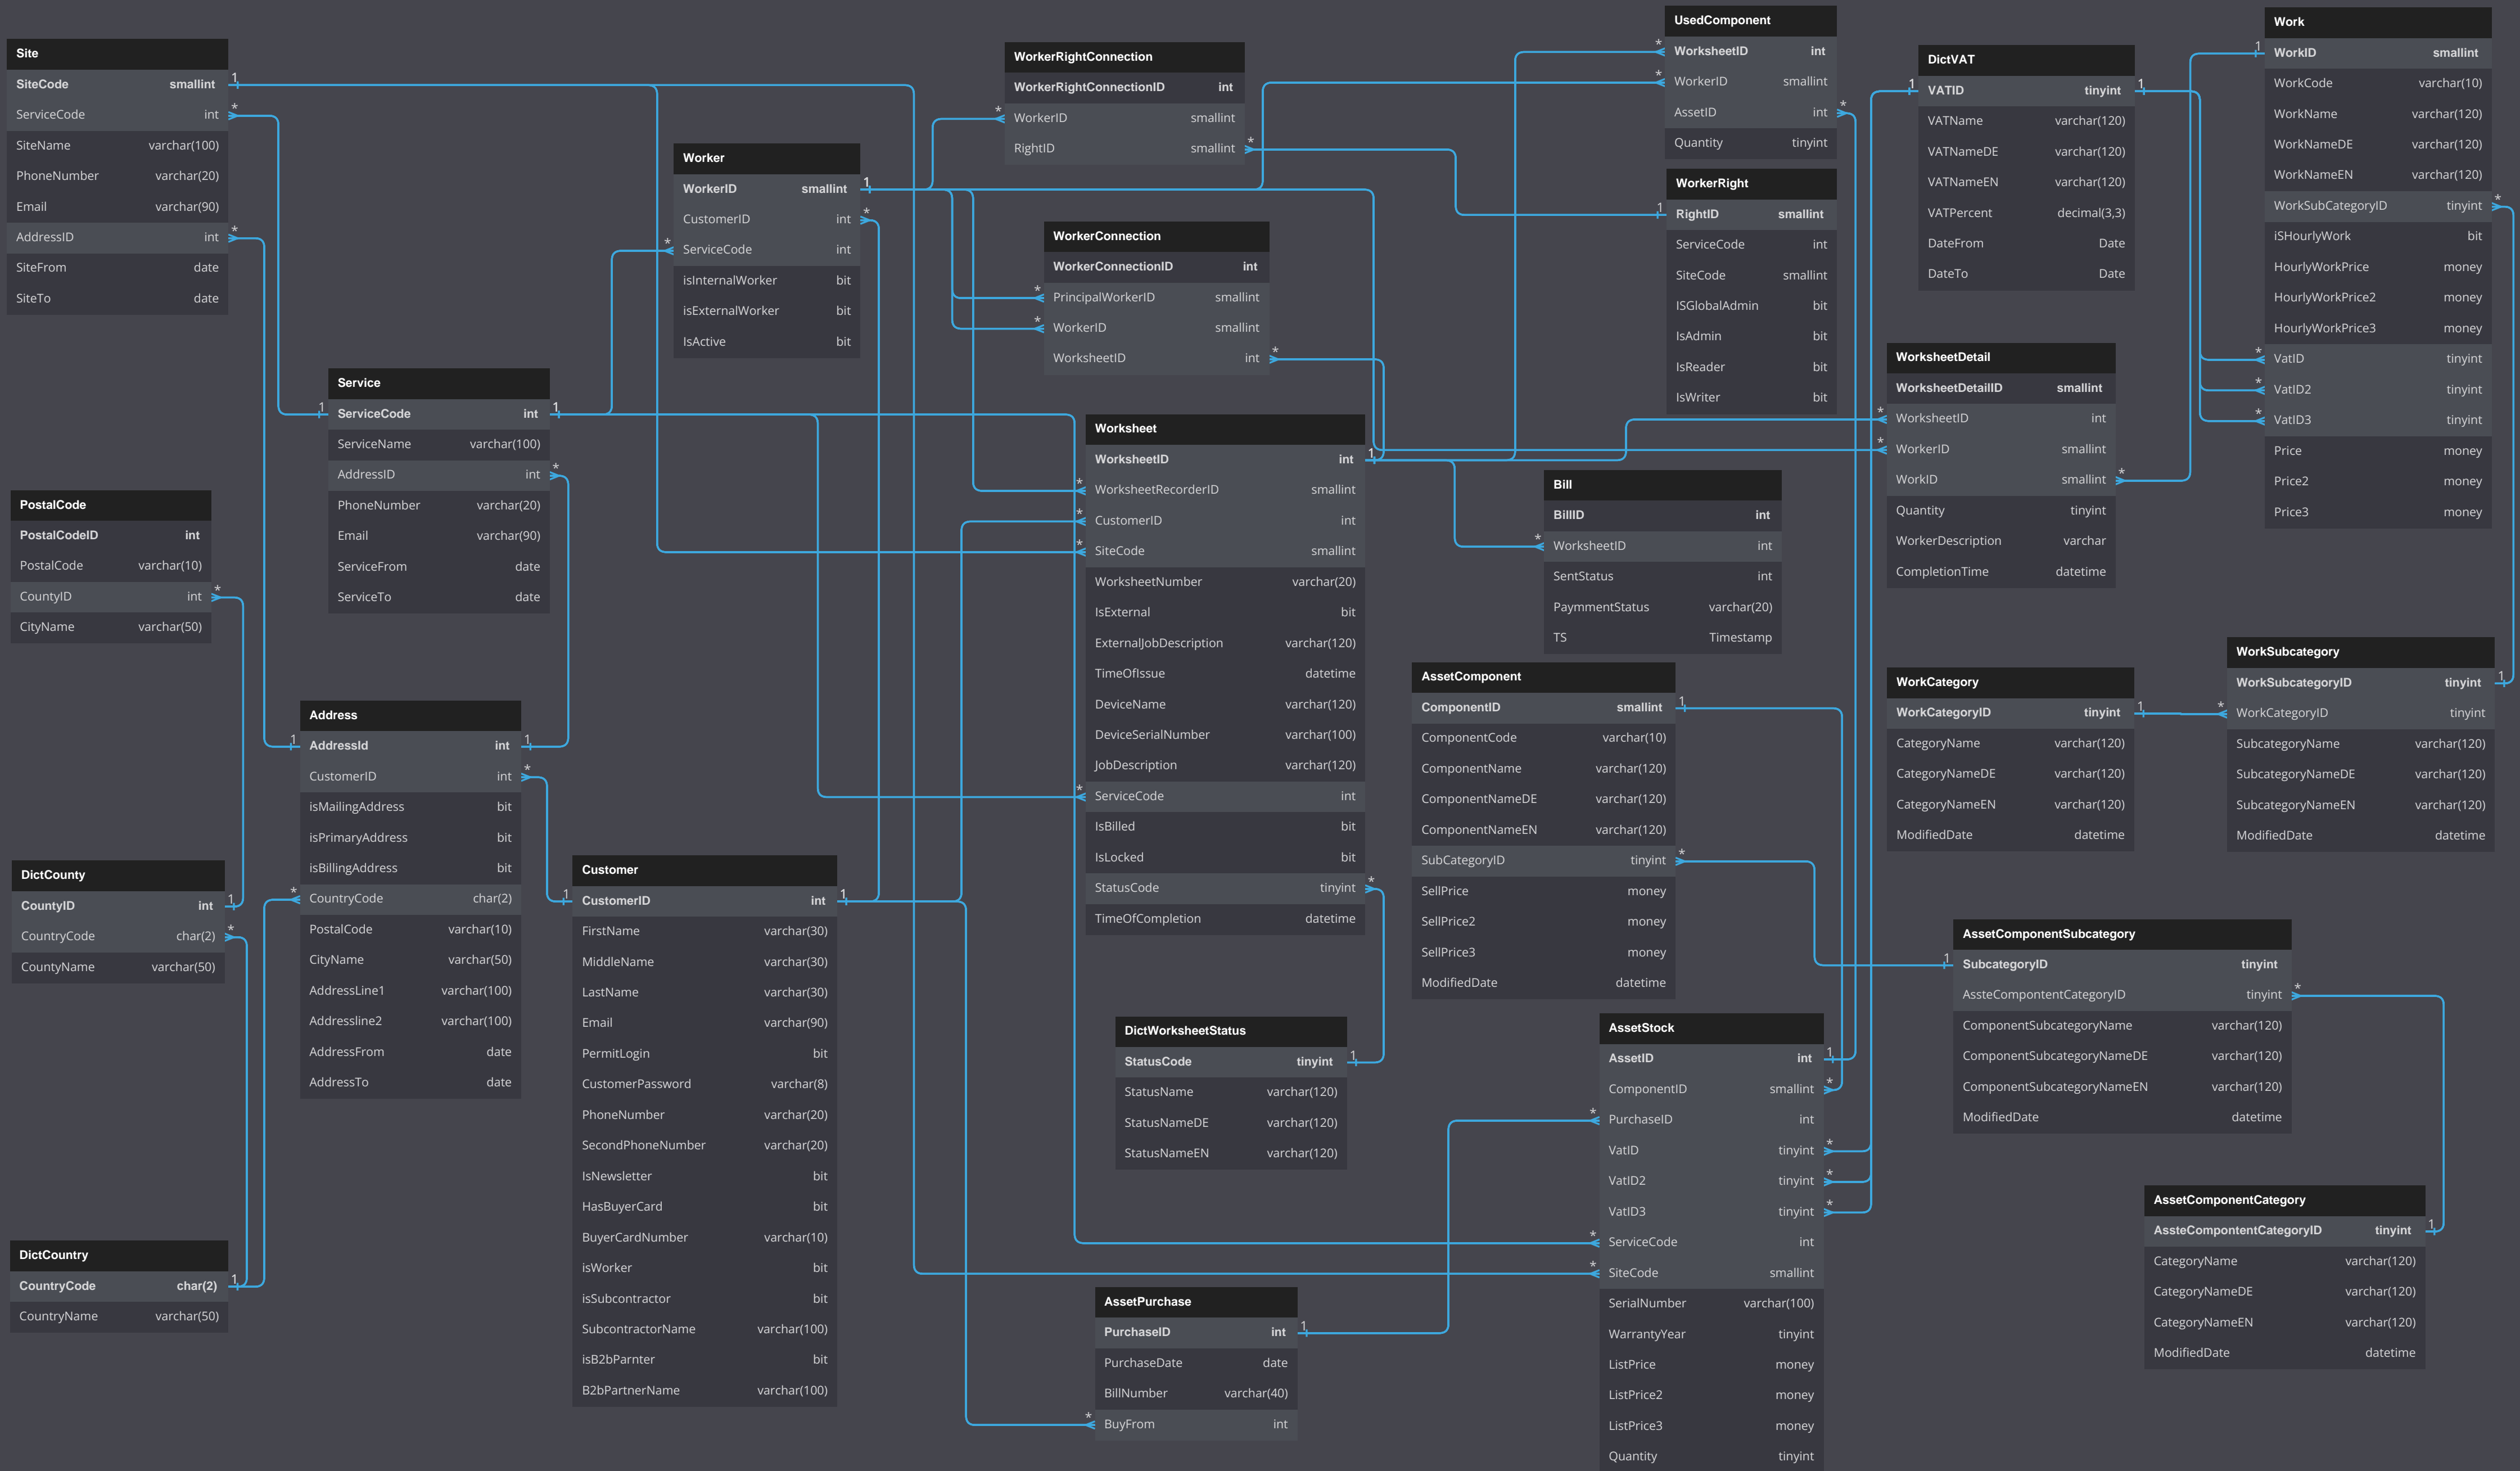 Site
SiteCode smallint
ServiceCode int
SiteName varchar(100)
PhoneNumber varchar(20)
Email varchar(90)
AddressID int
SiteFrom date
SiteTo date
Service
ServiceCode int
ServiceName varchar(100)
AddressID int
PhoneNumber varchar(20)
Email varchar(90)
ServiceFrom date
ServiceTo date
PostalCode
PostalCodeID int
PostalCode varchar(10)
CountyID int
CityName varchar(50)
Address
AddressId int
CustomerID int
isMailingAddress bit
isPrimaryAddress bit
isBillingAddress bit
CountryCode char(2)
PostalCode varchar(10)
CityName varchar(50)
AddressLine1 varchar(100)
Addressline2 varchar(100)
AddressFrom date
AddressTo date
DictCounty
CountyID int
CountryCode char(2)
CountyName varchar(50)
DictCountry
CountryCode char(2)
CountryName varchar(50)
Worker
WorkerID smallint
CustomerID int
ServiceCode int
isInternalWorker bit
isExternalWorker bit
IsActive bit
Customer
CustomerID int
FirstName varchar(30)
MiddleName varchar(30)
LastName varchar(30)
Email varchar(90)
PermitLogin bit
CustomerPassword varchar(8)
PhoneNumber varchar(20)
SecondPhoneNumber varchar(20)
IsNewsletter bit
HasBuyerCard bit
BuyerCardNumber varchar(10)
isWorker bit
isSubcontractor bit
SubcontractorName varchar(100)
isB2bParnter bit
B2bPartnerName varchar(100)
WorkerRightConnection
WorkerRightConnectionID int
WorkerID smallint
RightID smallint
WorkerConnection
WorkerConnectionID int
PrincipalWorkerID smallint
WorkerID smallint
WorksheetID int
Worksheet
WorksheetID int
WorksheetRecorderID smallint
CustomerID int
SiteCode smallint
WorksheetNumber varchar(20)
IsExternal bit
ExternalJobDescription varchar(120)
TimeOfIssue datetime
DeviceName varchar(120)
DeviceSerialNumber varchar(100)
JobDescription varchar(120)
ServiceCode int
IsBilled bit
IsLocked bit
StatusCode tinyint
TimeOfCompletion datetime
DictWorksheetStatus
StatusCode tinyint
StatusName varchar(120)
StatusNameDE varchar(120)
StatusNameEN varchar(120)
AssetPurchase
PurchaseID int
PurchaseDate date
BillNumber varchar(40)
BuyFrom int
UsedComponent
WorksheetID int
WorkerID smallint
AssetID int
Quantity tinyint
WorkerRight
RightID smallint
ServiceCode int
SiteCode smallint
ISGlobalAdmin bit
IsAdmin bit
IsReader bit
IsWriter bit
Bill
BillID int
WorksheetID int
SentStatus int
PaymmentStatus varchar(20)
TS Timestamp
AssetComponent
ComponentID smallint
ComponentCode varchar(10)
ComponentName varchar(120)
ComponentNameDE varchar(120)
ComponentNameEN varchar(120)
SubCategoryID tinyint
SellPrice money
SellPrice2 money
SellPrice3 money
ModifiedDate datetime
AssetStock
AssetID int
ComponentID smallint
PurchaseID int
VatID tinyint
VatID2 tinyint
VatID3 tinyint
ServiceCode int
SiteCode smallint
SerialNumber varchar(100)
WarrantyYear tinyint
ListPrice money
ListPrice2 money
ListPrice3 money
Quantity tinyint
DictVAT
VATID tinyint
VATName varchar(120)
VATNameDE varchar(120)
VATNameEN varchar(120)
VATPercent decimal(3,3)
DateFrom Date
DateTo Date
WorksheetDetail
WorksheetDetailID smallint
WorksheetID int
WorkerID smallint
WorkID smallint
Quantity tinyint
WorkerDescription varchar
CompletionTime datetime
Work
WorkID smallint
WorkCode varchar(10)
WorkName varchar(120)
WorkNameDE varchar(120)
WorkNameEN varchar(120)
WorkSubCategoryID tinyint
iSHourlyWork bit
HourlyWorkPrice money
HourlyWorkPrice2 money
HourlyWorkPrice3 money
VatID tinyint
VatID2 tinyint
VatID3 tinyint
Price money
Price2 money
Price3 money
WorkCategory
WorkCategoryID tinyint
CategoryName varchar(120)
CategoryNameDE varchar(120)
CategoryNameEN varchar(120)
ModifiedDate datetime
WorkSubcategory
WorkSubcategoryID tinyint
WorkCategoryID tinyint
SubcategoryName varchar(120)
SubcategoryNameDE varchar(120)
SubcategoryNameEN varchar(120)
ModifiedDate datetime
AssetComponentSubcategory
SubcategoryID tinyint
AssteCompontentCategoryID tinyint
ComponentSubcategoryName varchar(120)
ComponentSubcategoryNameDE varchar(120)
ComponentSubcategoryNameEN varchar(120)
ModifiedDate datetime
AssetComponentCategory
AssteCompontentCategoryID tinyint
CategoryName varchar(120)
CategoryNameDE varchar(120)
CategoryNameEN varchar(120)
ModifiedDate datetime